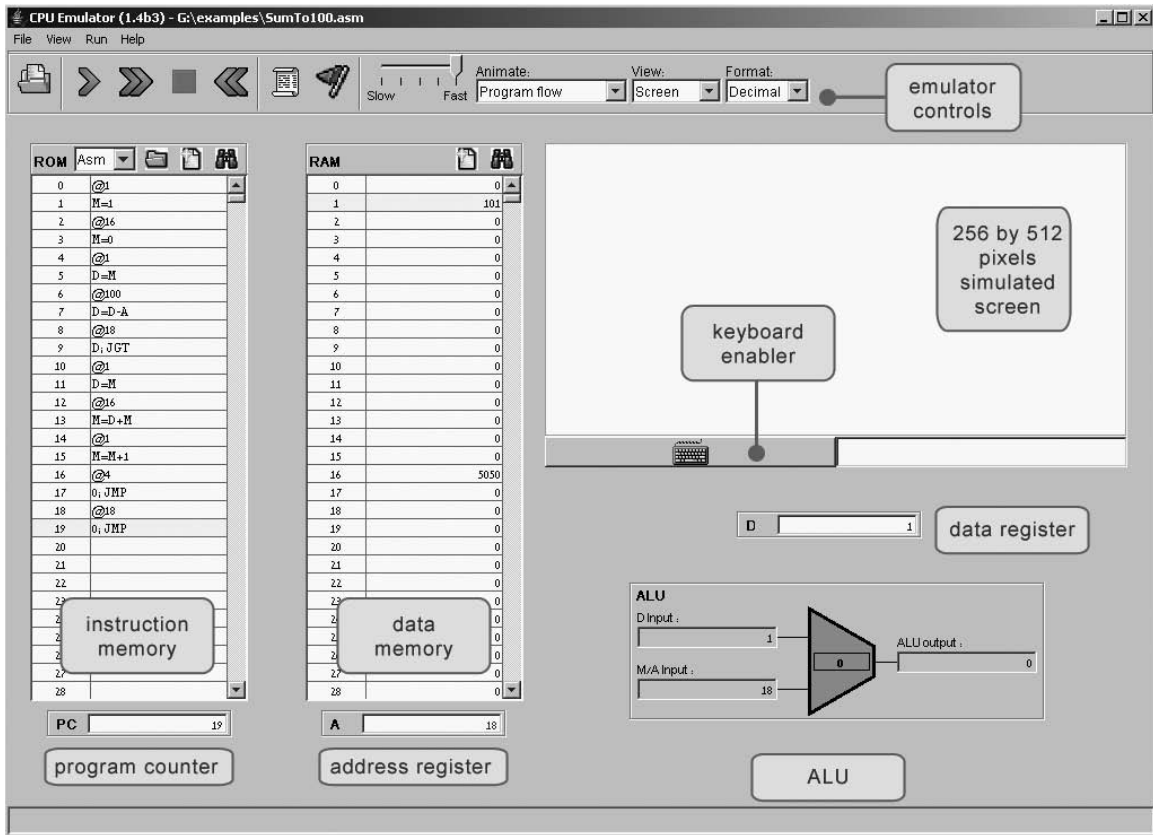 CPU Emulator (1.4b3) - G:\examples\SumTo100.asm
File View Run Help
Slow Fast
Animate:
Program flow
View:
Screen
Format:
Decimal
emulator
controls
ROM Asm
0 @1
1 M=1
2 @16
3 M=0
4 @1
5 D=M
6 @100
7 D=D-A
8 @18
9 D;JGT
10 @1
11 D=M
12 @16
13 M=D+M
14 @1
15 M=M+1
16 @4
17 0;JMP
18 @18
19 0;JMP
20
21
22
28
instruction
memory
PC 19
program counter
RAM
0 0
1 101
2 0
3 0
4 0
5 0
6 0
7 0
8 0
9 0
10 0
11 0
12 0
13 0
14 0
15 0
16 5050
17 0
18 0
19 0
20 0
21 0
22 0
0
0
0
0
0
28 0
data
memory
A 18
address register
256 by 512
pixels
simulated
screen
keyboard
enabler
D 1
data register
ALU
D Input :
1
M/A Input :
18
0
ALU output :
0
ALU